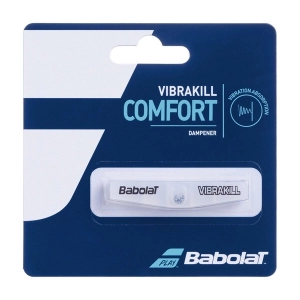 VIBRAKILL
COMFORT
DAMPENER
VIBRATION ABSORPTION
Babolat VIBRAKILL
PLAY Babolat